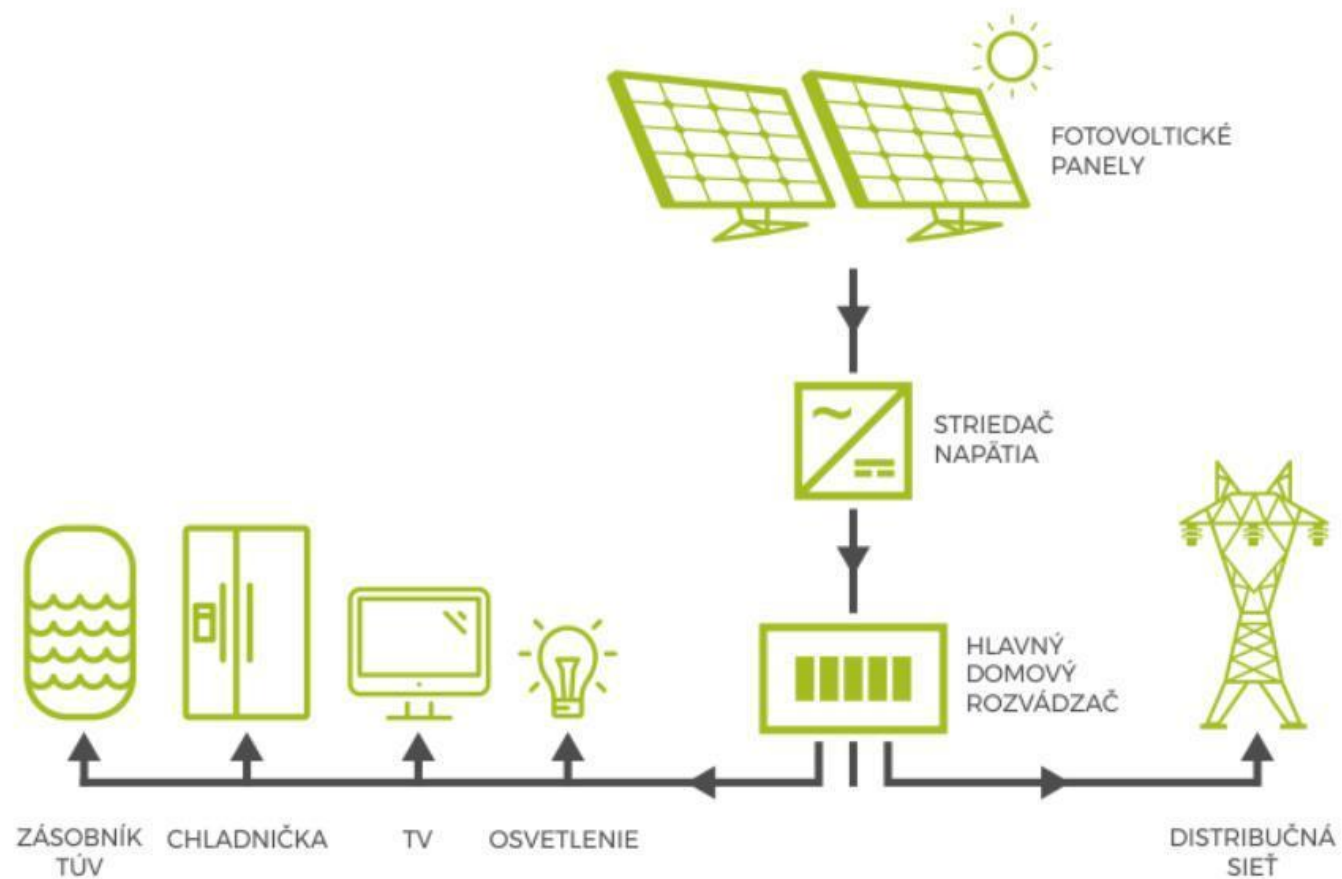 FOTOVOLTICKÉ
PANELY
STRIEDAČ
NAPÄTIA
HLAVNÝ
DOMOVÝ
ROZVÁDZAČ
ZÁSOBNÍK
TÚV
CHLADNIČKA
TV
OSVETLENIE
DISTRIBUČNÁ
SIEŤ